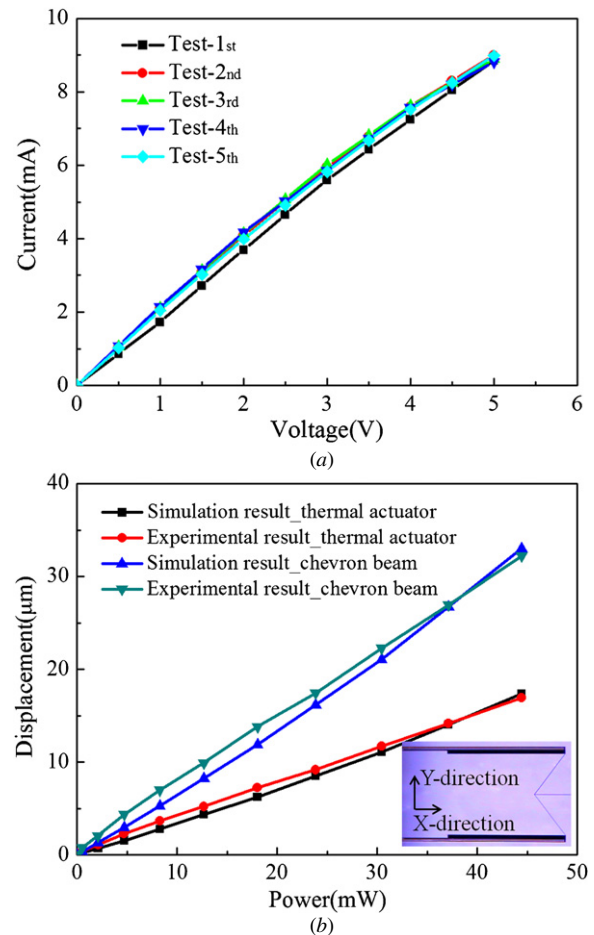 10
8
6
4
2
0
Current(mA)
Test-1st
Test-2nd
Test-3rd
Test-4th
Test-5th
0 1 2 3 4 5 6
Voltage(V)
(a)
40
30
20
10
0
Displacement(μm)
Simulation result_thermal actuator
Experimental result_thermal actuator
Simulation result_chevron beam
Experimental result_chevron beam
Y-direction
X-direction
0 10 20 30 40 50
Power(mW)
(b)